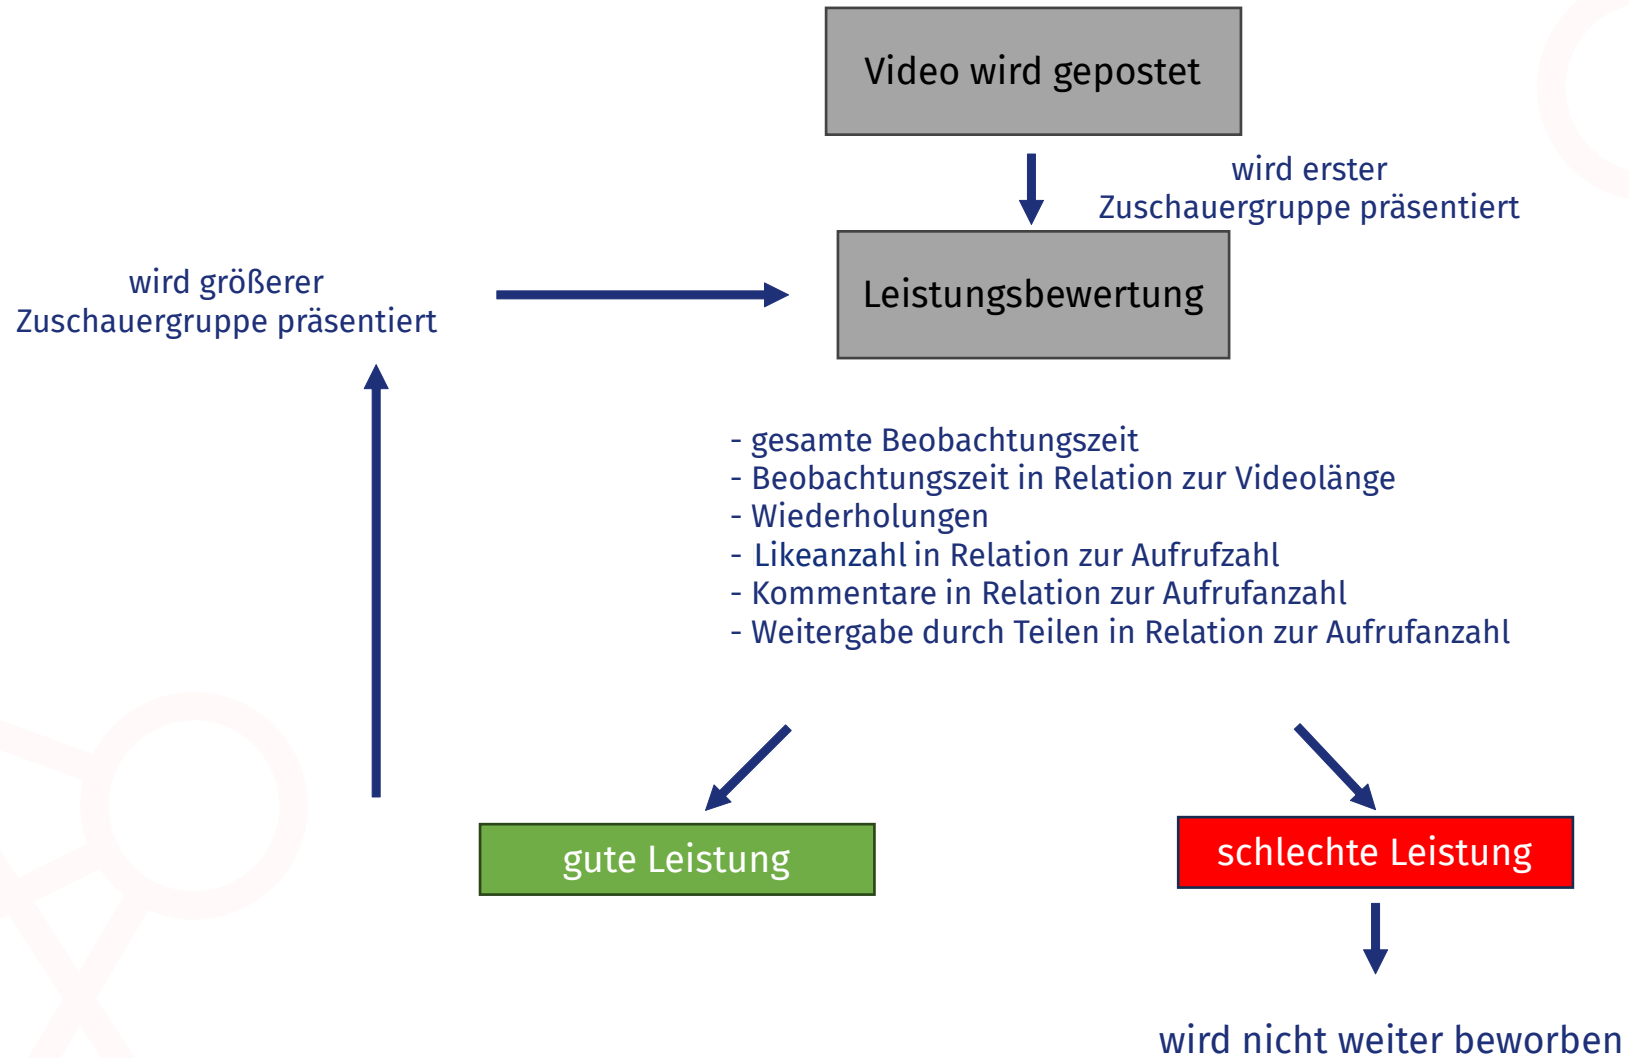 Video wird gepostet
wird erster
Zuschauergruppe präsentiert
wird größerer
Zuschauergruppe präsentiert
Leistungsbewertung
- gesamte Beobachtungszeit
- Beobachtungszeit in Relation zur Videolänge
- Wiederholungen
- Likeanzahl in Relation zur Aufrufzahl
- Kommentare in Relation zur Aufrufanzahl
- Weitergabe durch Teilen in Relation zur Aufrufanzahl
gute Leistung
schlechte Leistung
wird nicht weiter beworben